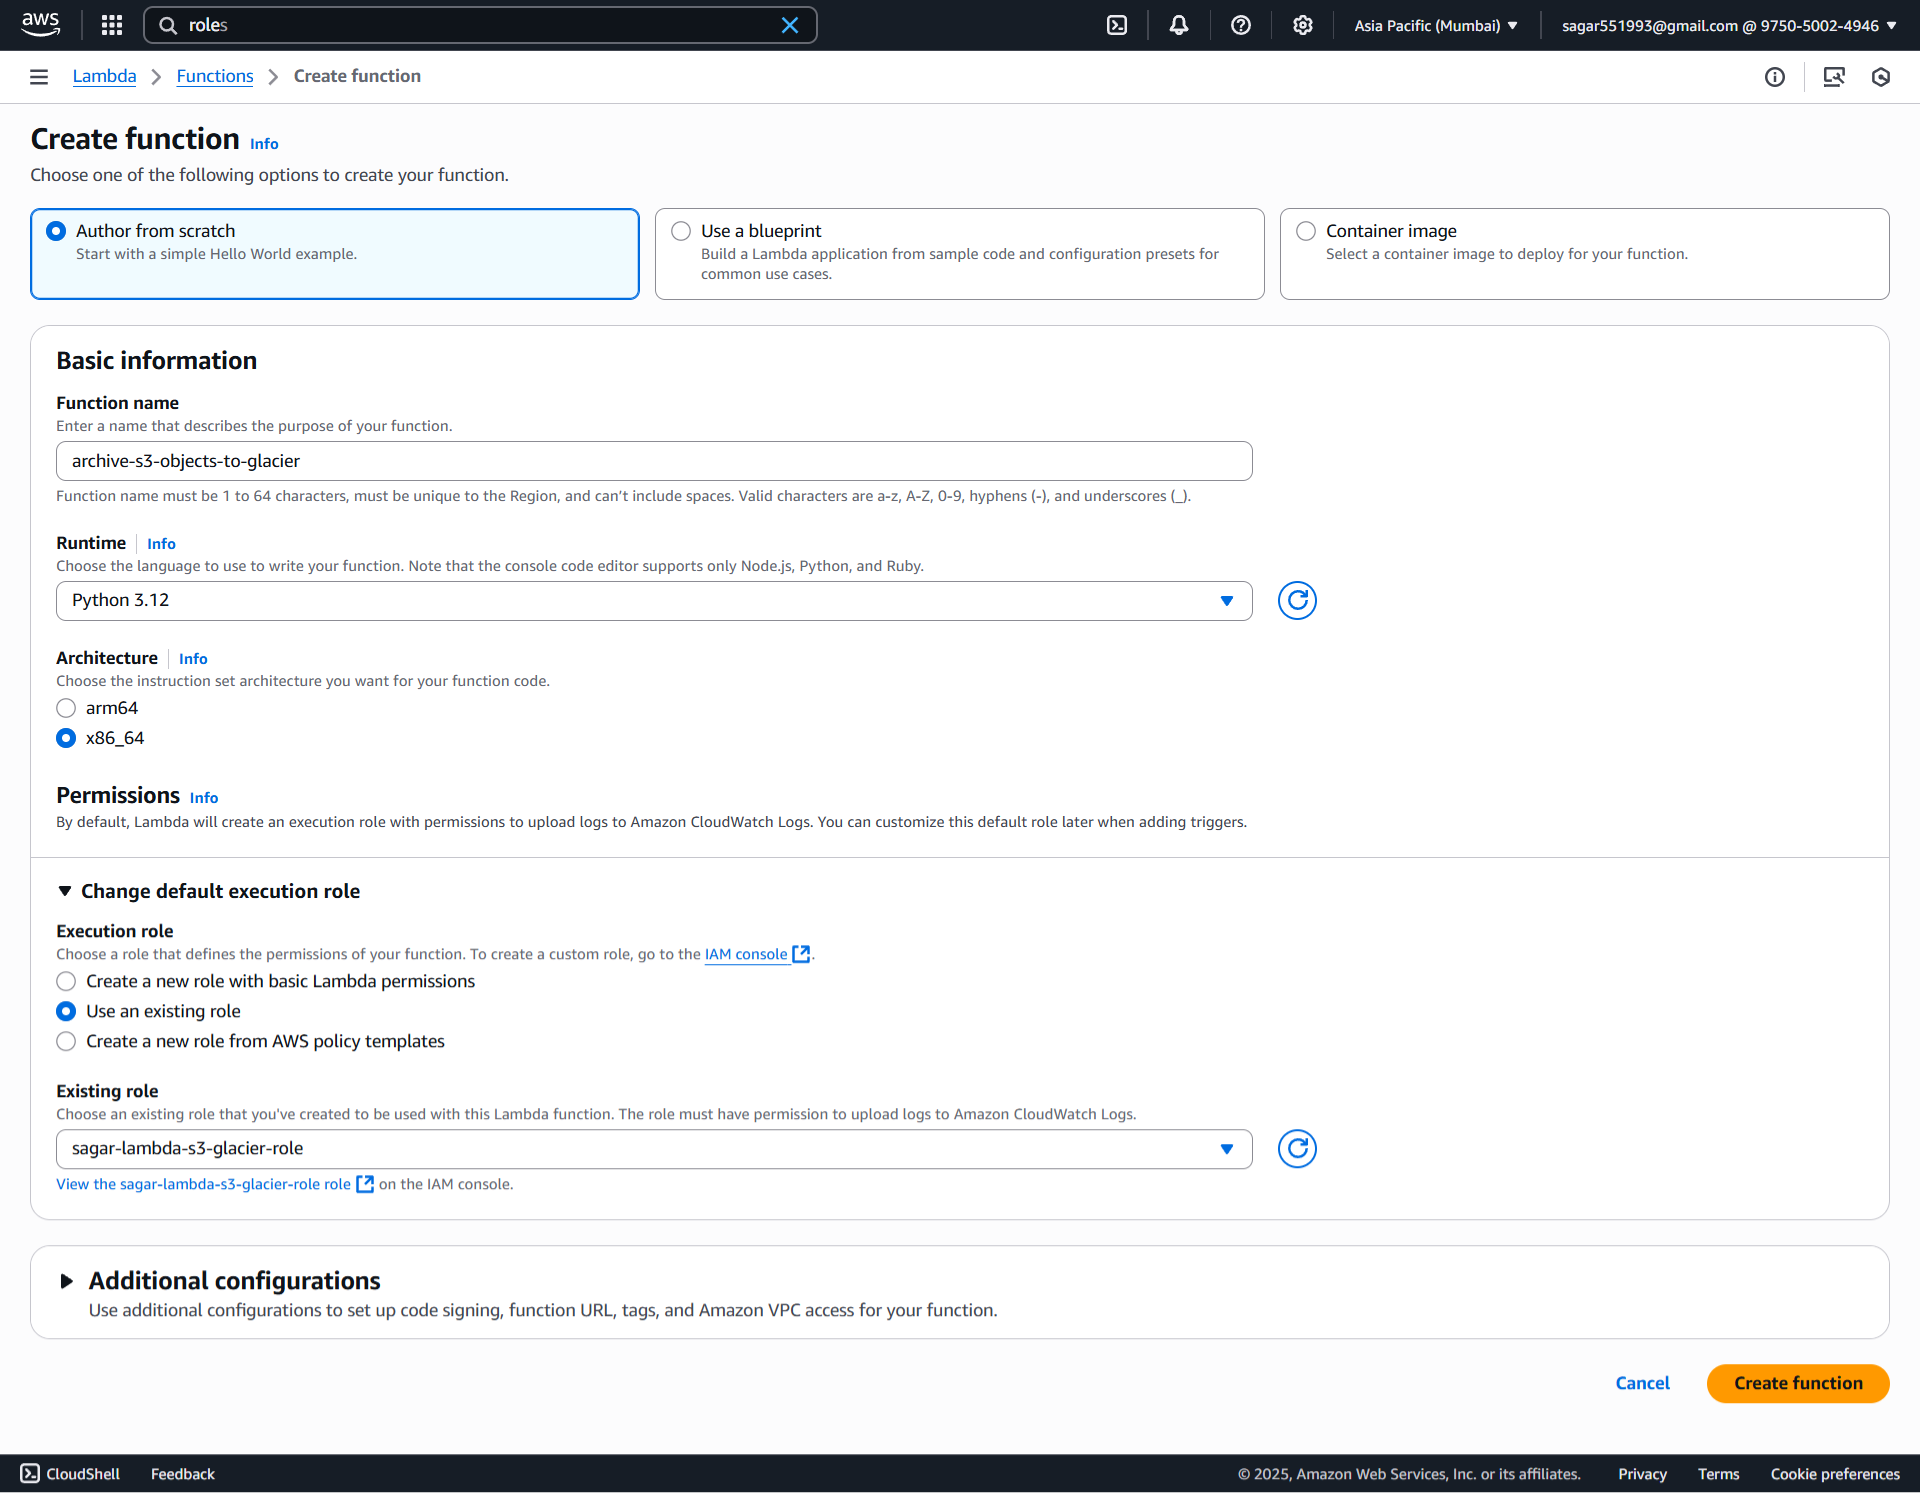 aws
roles
Asia Pacific (Mumbai)
sagar551993@gmail.com @ 9750-5002-4946
Lambda
Functions
Create function
Create function Info
Choose one of the following options to create your function.
Author from scratch
Start with a simple Hello World example.
Use a blueprint
Build a Lambda application from sample code and configuration presets for
common use cases.
Container image
Select a container image to deploy for your function.
Basic information
Function name
Enter a name that describes the purpose of your function.
archive-s3-objects-to-glacier
Function name must be 1 to 64 characters, must be unique to the Region, and can't include spaces. Valid characters are a-z, A-Z, 0-9, hyphens (-), and underscores (_).
Runtime Info
Choose the language to use to write your function. Note that the console code editor supports only Node.js, Python, and Ruby.
Python 3.12
Architecture Info
Choose the instruction set architecture you want for your function code.
arm64
x86_64
Permissions Info
By default, Lambda will create an execution role with permissions to upload logs to Amazon CloudWatch Logs. You can customize this default role later when adding triggers.
Change default execution role
Execution role
Choose a role that defines the permissions of your function. To create a custom role, go to the IAM console.
Create a new role with basic Lambda permissions
Use an existing role
Create a new role from AWS policy templates
Existing role
Choose an existing role that you've created to be used with this Lambda function. The role must have permission to upload logs to Amazon CloudWatch Logs.
sagar-lambda-s3-glacier-role
View the sagar-lambda-s3-glacier-role role on the IAM console.
Additional configurations
Use additional configurations to set up code signing, function URL, tags, and Amazon VPC access for your function.
Cancel
Create function
CloudShell
Feedback
© 2025, Amazon Web Services, Inc. or its affiliates.
Privacy
Terms
Cookie preferences